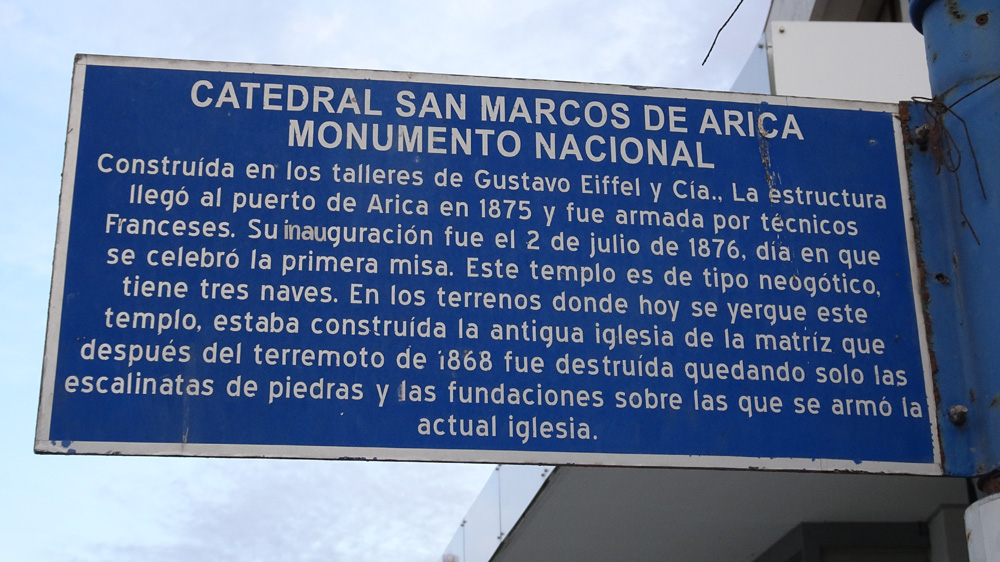 CATEDRAL SAN MARCOS DE ARICA
MONUMENTO NACIONAL
Construída en los talleres de Gustavo Eiffel y Cía., La estructura
llegó al puerto de Arica en 1875 y fue armada por técnicos
Franceses. Su inauguración fue el 2 de julio de 1876, día en que
se celebró la primera misa. Este templo es de tipo neogótico,
tiene tres naves. En los terrenos donde hoy se yergue este
templo, estaba construída la antigua iglesia de la matríz que
después del terremoto de 1868 fue destruída quedando solo las
escalinatas de piedras y las fundaciones sobre las que se armó la
actual iglesia.